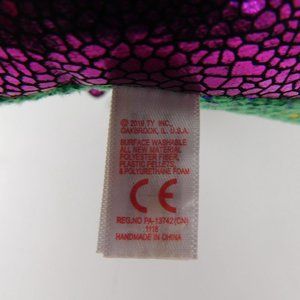 © 2019 TY INC.,
OAKBROOK, IL. U.S.A.
SURFACE WASHABLE
ALL NEW MATERIAL
POLYESTER FIBER,
PLASTIC PELLETS,
& POLYURETHANE FOAM
CE
REG.NO PA-13742(CN)
1118
HANDMADE IN CHINA